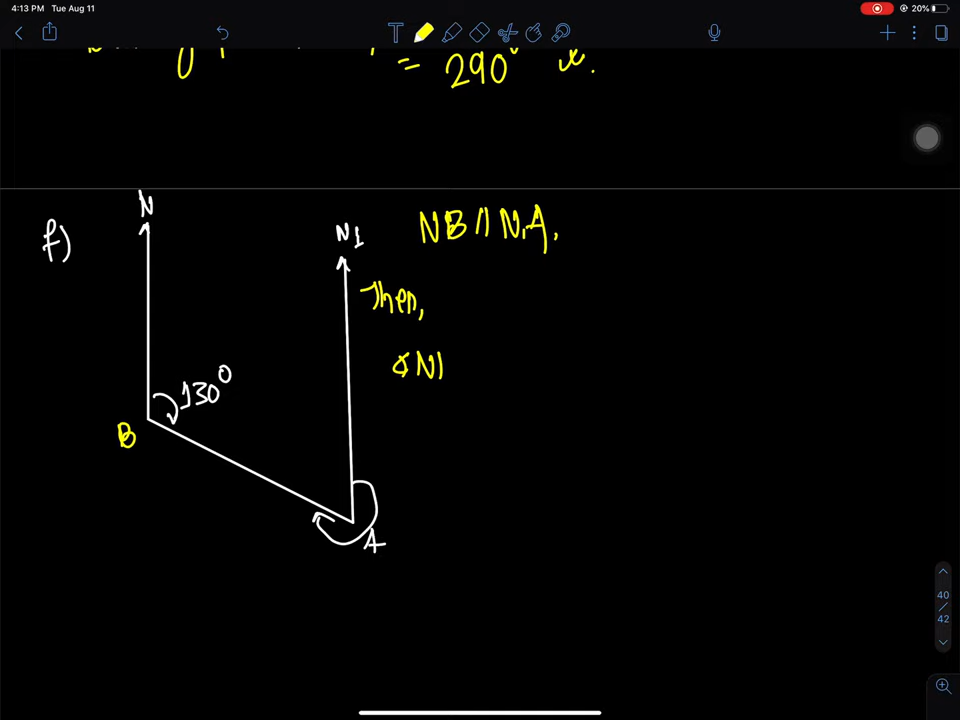 4:13 PM Tue Aug 11
20%
= 290°
N
f)
N1
NB // N1A.
Then,
130°
∢N1
B
A
40
/
42